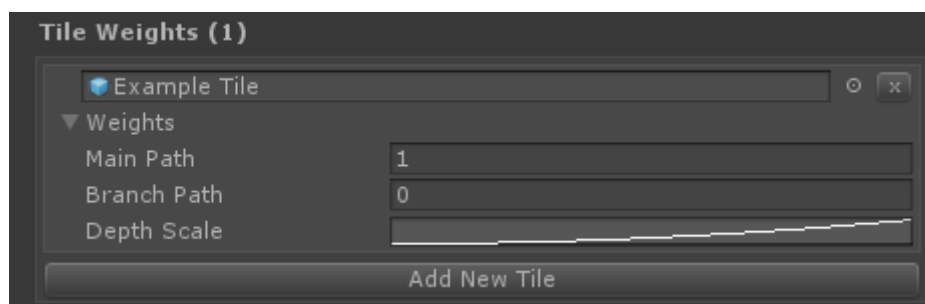 Tile Weights (1)
Example Tile x
Weights
Main Path 1
Branch Path 0
Depth Scale
Add New Tile